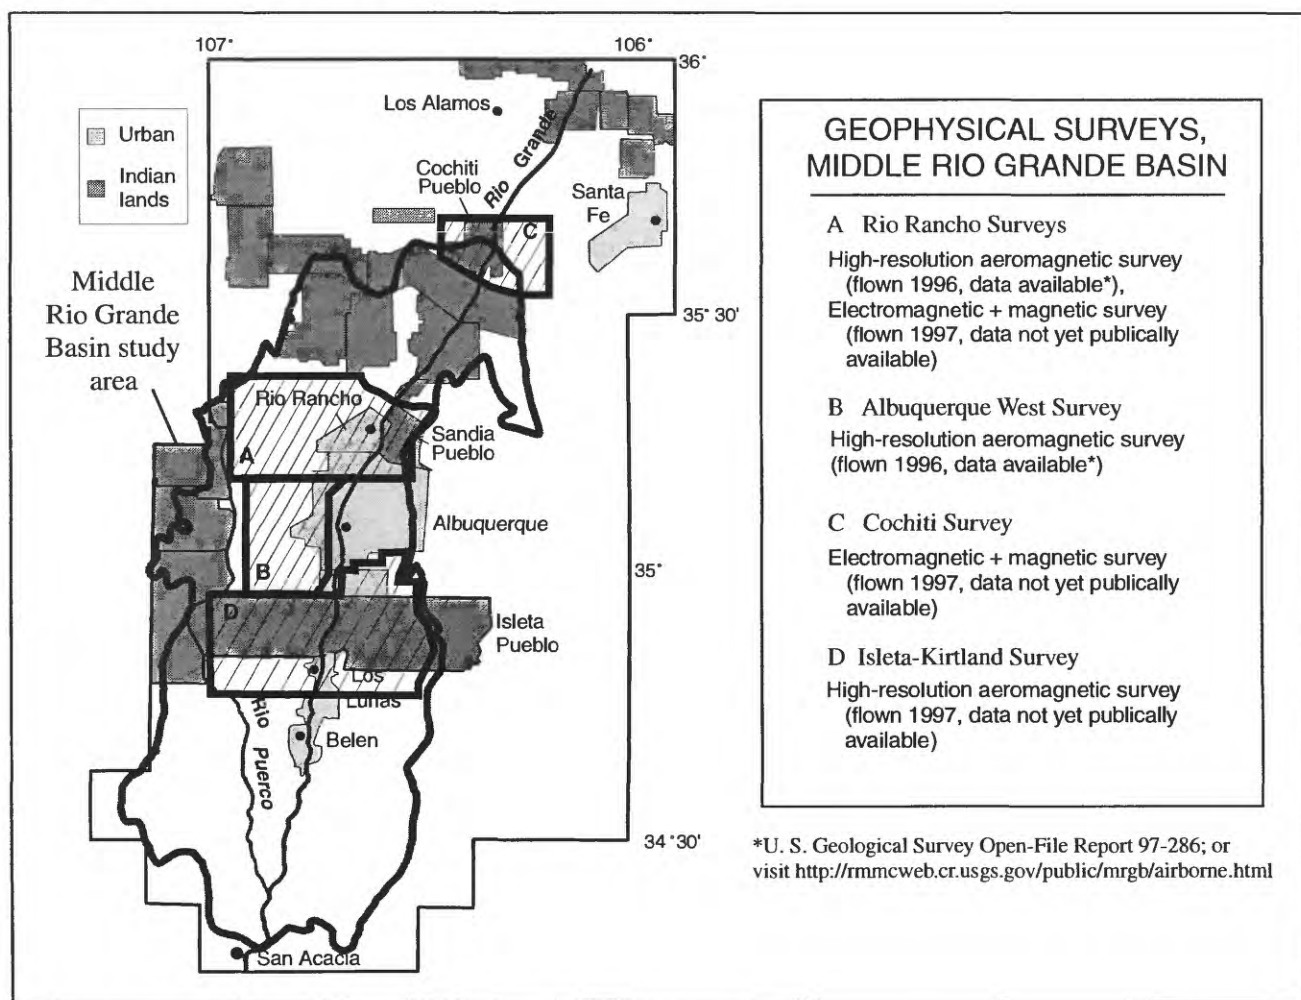 107°
106°
36°
Los Alamos
Urban
Indian
lands
Rio Grande
Cochiti
Pueblo
Santa
Fe
C
Middle
Rio Grande
Basin study
area
35° 30'
Rio Rancho
Sandia
Pueblo
A
Albuquerque
B
35°
D
Isleta
Pueblo
Los
Lunas
Rio Puerco
Belen
34°30'
San Acacia
GEOPHYSICAL SURVEYS,
MIDDLE RIO GRANDE BASIN
A Rio Rancho Surveys
High-resolution aeromagnetic survey
(flown 1996, data available*),
Electromagnetic + magnetic survey
(flown 1997, data not yet publically
available)
B Albuquerque West Survey
High-resolution aeromagnetic survey
(flown 1996, data available*)
C Cochiti Survey
Electromagnetic + magnetic survey
(flown 1997, data not yet publically
available)
D Isleta-Kirtland Survey
High-resolution aeromagnetic survey
(flown 1997, data not yet publically
available)
*U. S. Geological Survey Open-File Report 97-286; or
visit http://rmmcweb.cr.usgs.gov/public/mrgb/airborne.html